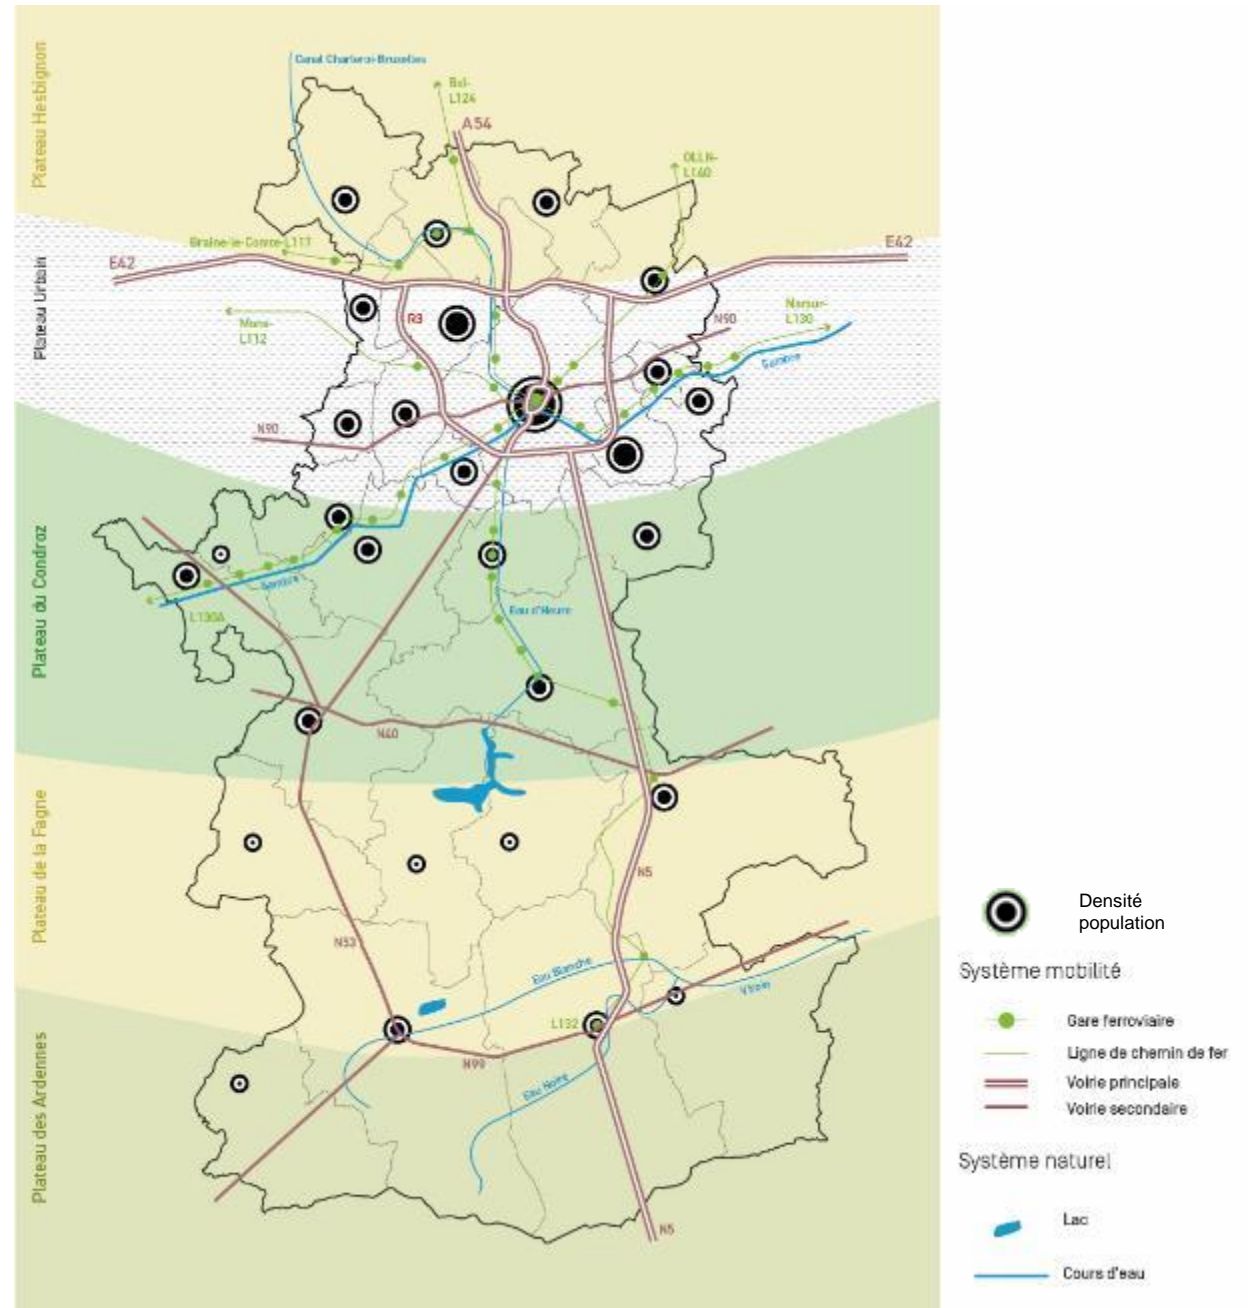 Plateau Hesbignon
Canal Charleroi-Bruxelles
Bxl-
L124
A54
OLLN-
L140
Braine-le-Comte-L117
E42
E42
Plateau Urbain
Mons-
L112
R3
N90
Namur-
L130
Sambre
N90
Plateau du Condroz
Sambre
L130A
Eau d'Heure
N40
Plateau de la Fagne
N5
N53
Eau Blanche
Viroin
L132
N99
Eau Noire
Plateau des Ardennes
N5
Densité
population
Système mobilité
Gare ferroviaire
Ligne de chemin de fer
Voirie principale
Voirie secondaire
Système naturel
Lac
Cours d'eau